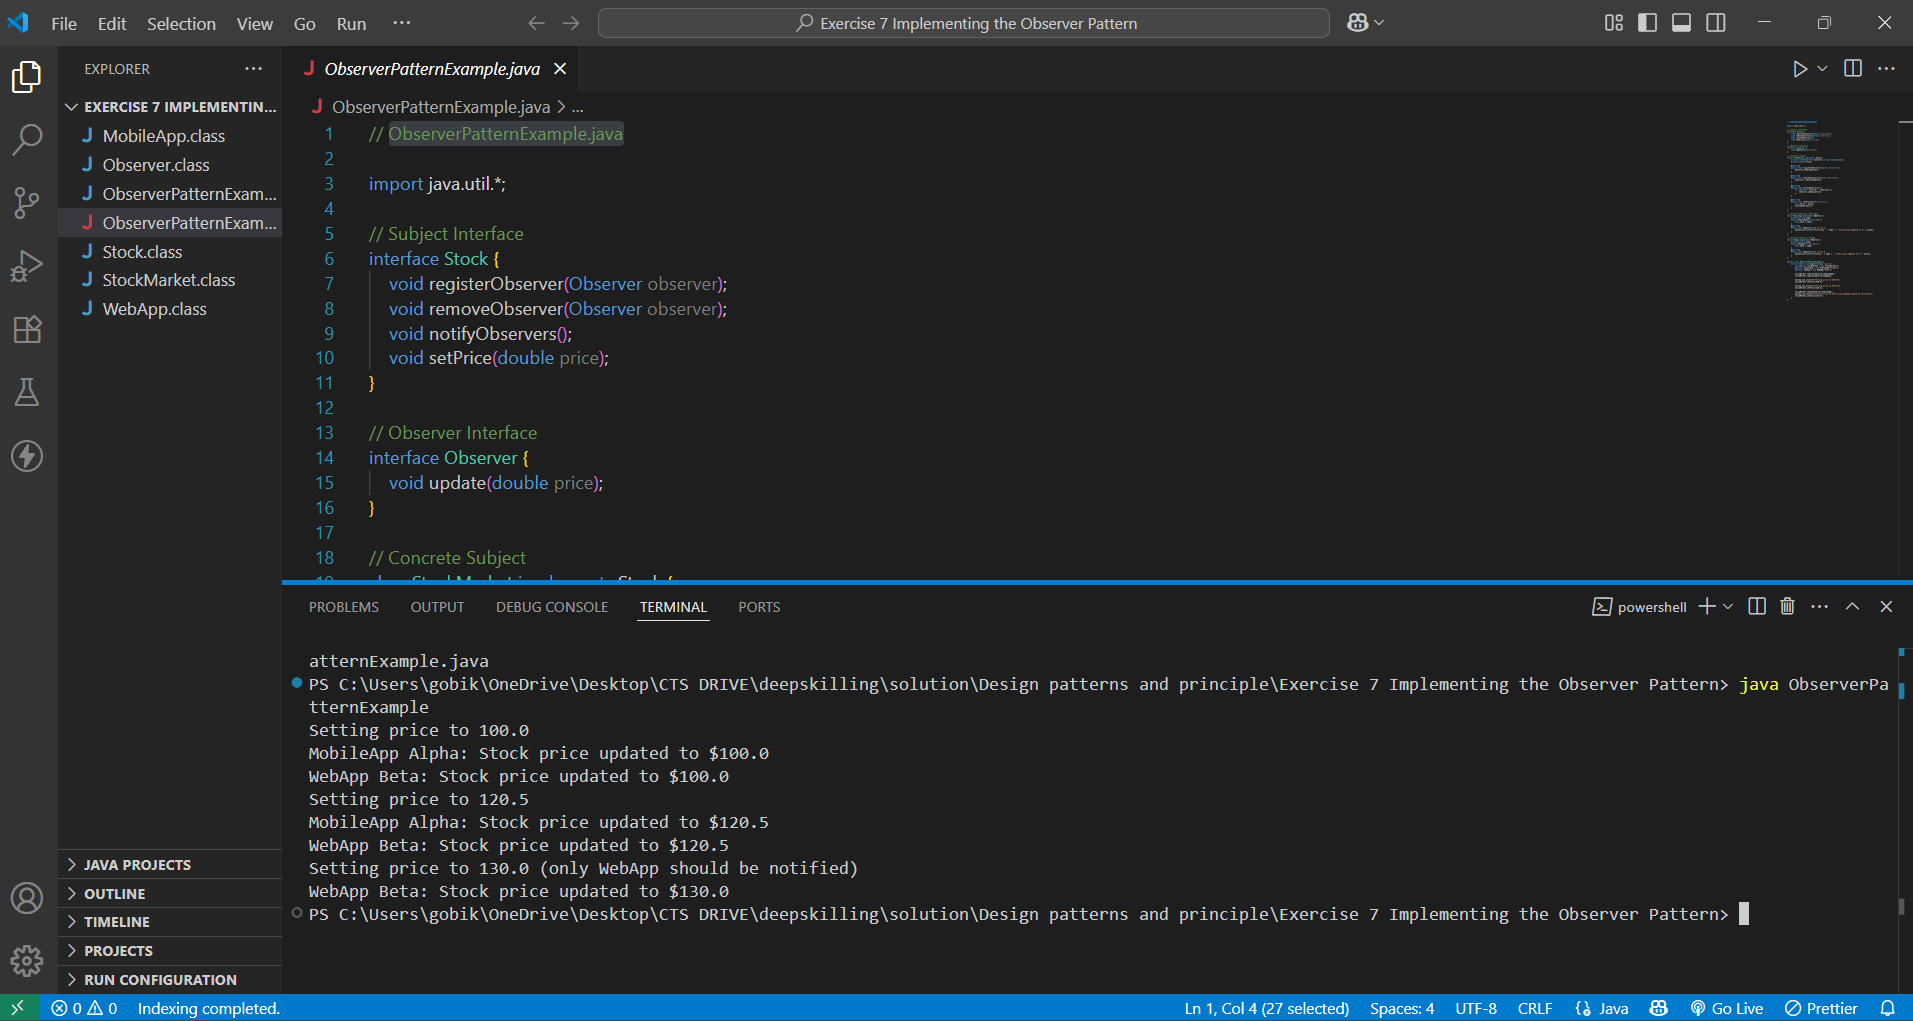 File Edit Selection View Go Run ···
Exercise 7 Implementing the Observer Pattern
EXPLORER
EXERCISE 7 IMPLEMENTIN...
MobileApp.class
Observer.class
ObserverPatternExam...
ObserverPatternExam...
Stock.class
StockMarket.class
WebApp.class
JAVA PROJECTS
OUTLINE
TIMELINE
PROJECTS
RUN CONFIGURATION
ObserverPatternExample.java
ObserverPatternExample.java > ...
1 // ObserverPatternExample.java
2
3 import java.util.*;
4
5 // Subject Interface
6 interface Stock {
7 void registerObserver(Observer observer);
8 void removeObserver(Observer observer);
9 void notifyObservers();
10 void setPrice(double price);
11 }
12
13 // Observer Interface
14 interface Observer {
15 void update(double price);
16 }
17
18 // Concrete Subject
PROBLEMS OUTPUT DEBUG CONSOLE TERMINAL PORTS
powershell
atternExample.java
PS C:\Users\gobik\OneDrive\Desktop\CTS DRIVE\deepskilling\solution\Design patterns and principle\Exercise 7 Implementing the Observer Pattern> java ObserverPa
tternExample
Setting price to 100.0
MobileApp Alpha: Stock price updated to $100.0
WebApp Beta: Stock price updated to $100.0
Setting price to 120.5
MobileApp Alpha: Stock price updated to $120.5
WebApp Beta: Stock price updated to $120.5
Setting price to 130.0 (only WebApp should be notified)
WebApp Beta: Stock price updated to $130.0
PS C:\Users\gobik\OneDrive\Desktop\CTS DRIVE\deepskilling\solution\Design patterns and principle\Exercise 7 Implementing the Observer Pattern>
0 0 Indexing completed.
Ln 1, Col 4 (27 selected) Spaces: 4 UTF-8 CRLF Java Go Live Prettier